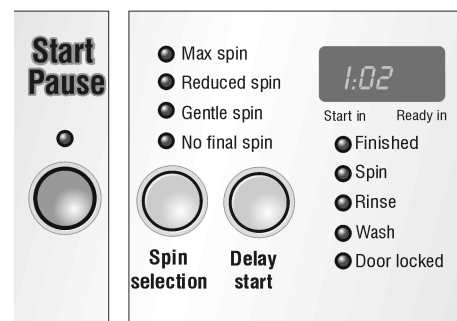 Start
Pause
Max spin
Reduced spin
Gentle spin
No final spin
Spin
selection
Delay
start
1:02
Start in Ready in
Finished
Spin
Rinse
Wash
Door locked